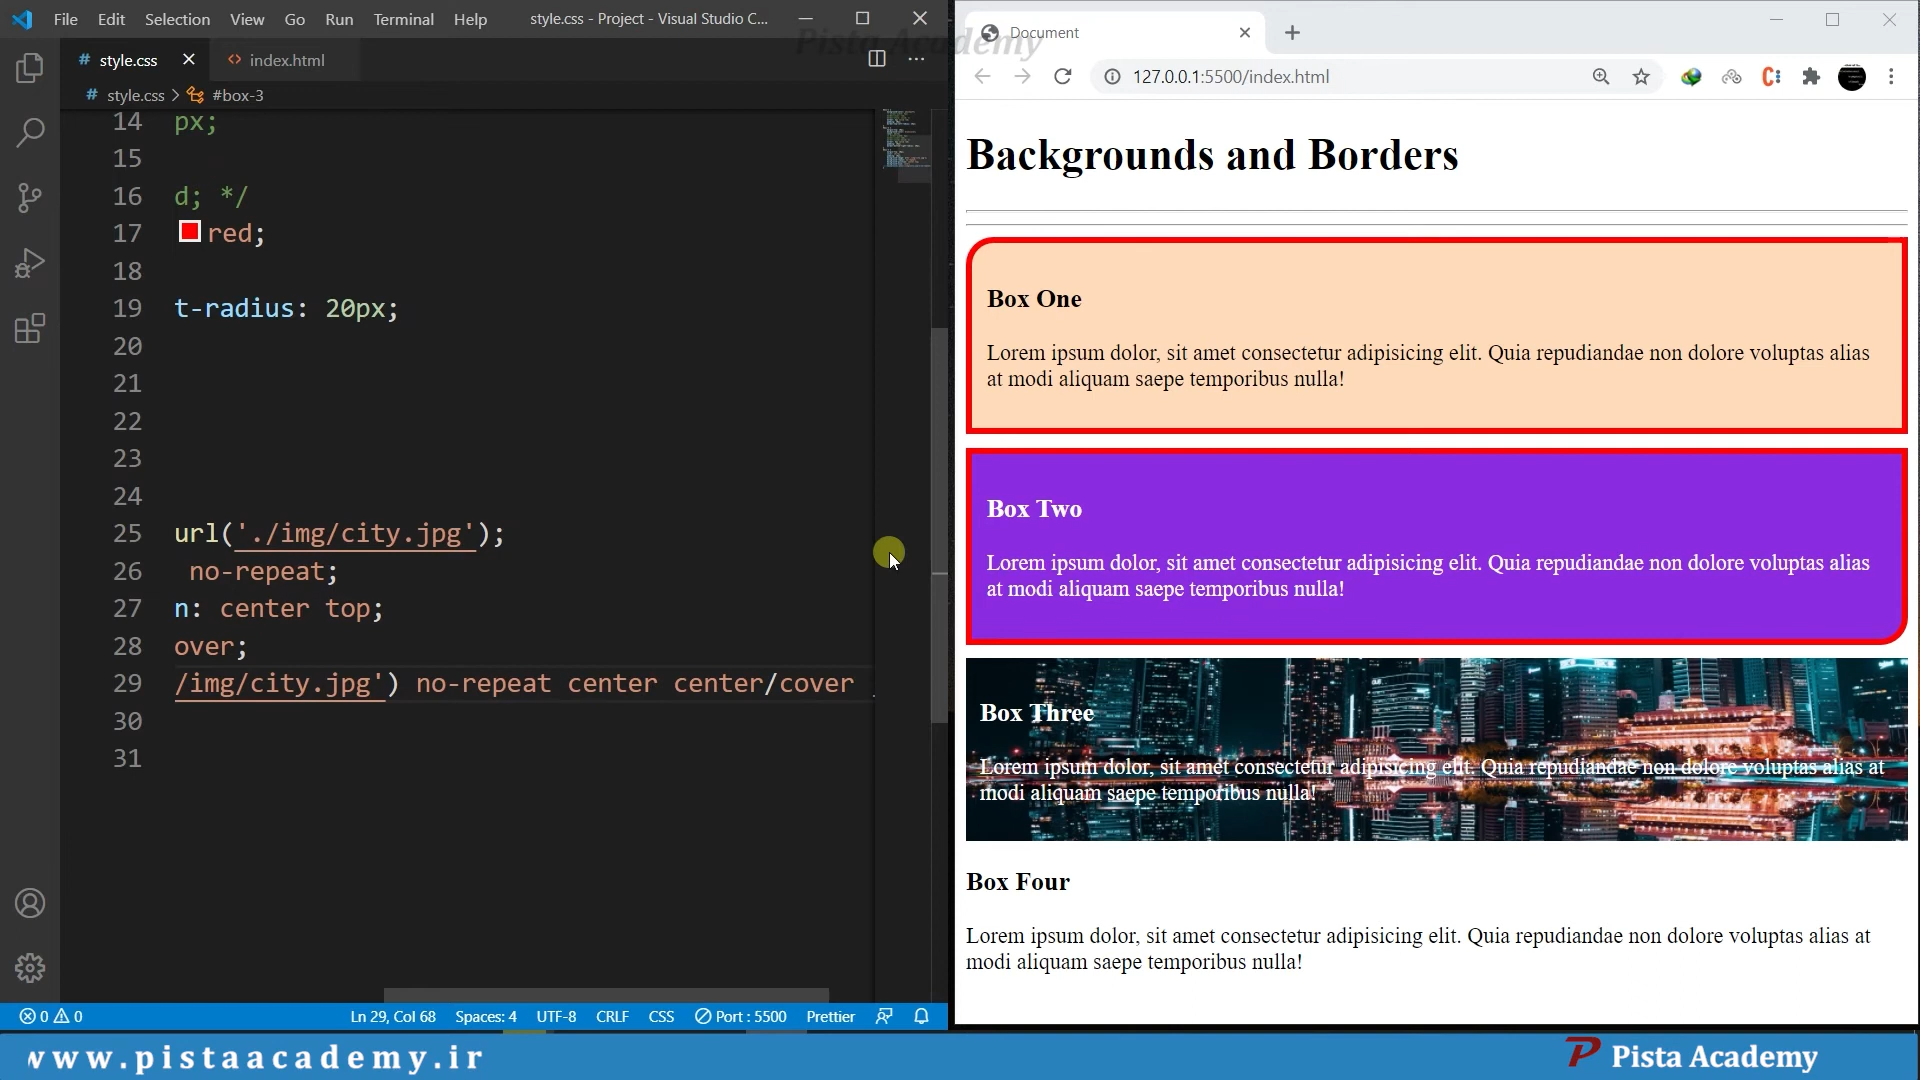 File Edit Selection View Go Run Terminal Help style.css - Project - Visual Studio C...
# style.css index.html
# style.css > #box-3
14 px;
15
16 d; */
17 red;
18
19 t-radius: 20px;
20
21
22
23
24
25 url('./img/city.jpg');
26 no-repeat;
27 n: center top;
28 over;
29 /img/city.jpg') no-repeat center center/cover
30
31
0 0 Ln 29, Col 68 Spaces: 4 UTF-8 CRLF CSS Port : 5500 Prettier
Pista Academy
Document
127.0.0.1:5500/index.html
Backgrounds and Borders
Box One
Lorem ipsum dolor, sit amet consectetur adipisicing elit. Quia repudiandae non dolore voluptas alias
at modi aliquam saepe temporibus nulla!
Box Two
Lorem ipsum dolor, sit amet consectetur adipisicing elit. Quia repudiandae non dolore voluptas alias
at modi aliquam saepe temporibus nulla!
Box Three
Lorem ipsum dolor, sit amet consectetur adipisicing elit. Quia repudiandae non dolore voluptas alias at
modi aliquam saepe temporibus nulla!
Box Four
Lorem ipsum dolor, sit amet consectetur adipisicing elit. Quia repudiandae non dolore voluptas alias at
modi aliquam saepe temporibus nulla!
www.pistaacademy.ir
Pista Academy